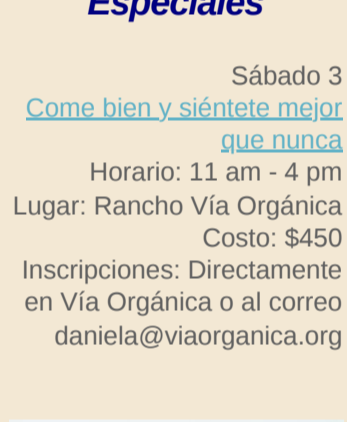 Especiales
Sábado 3
Come bien y siéntete mejor
que nunca
Horario: 11 am - 4 pm
Lugar: Rancho Vía Orgánica
Costo: $450
Inscripciones: Directamente
en Vía Orgánica o al correo
daniela@viaorganica.org